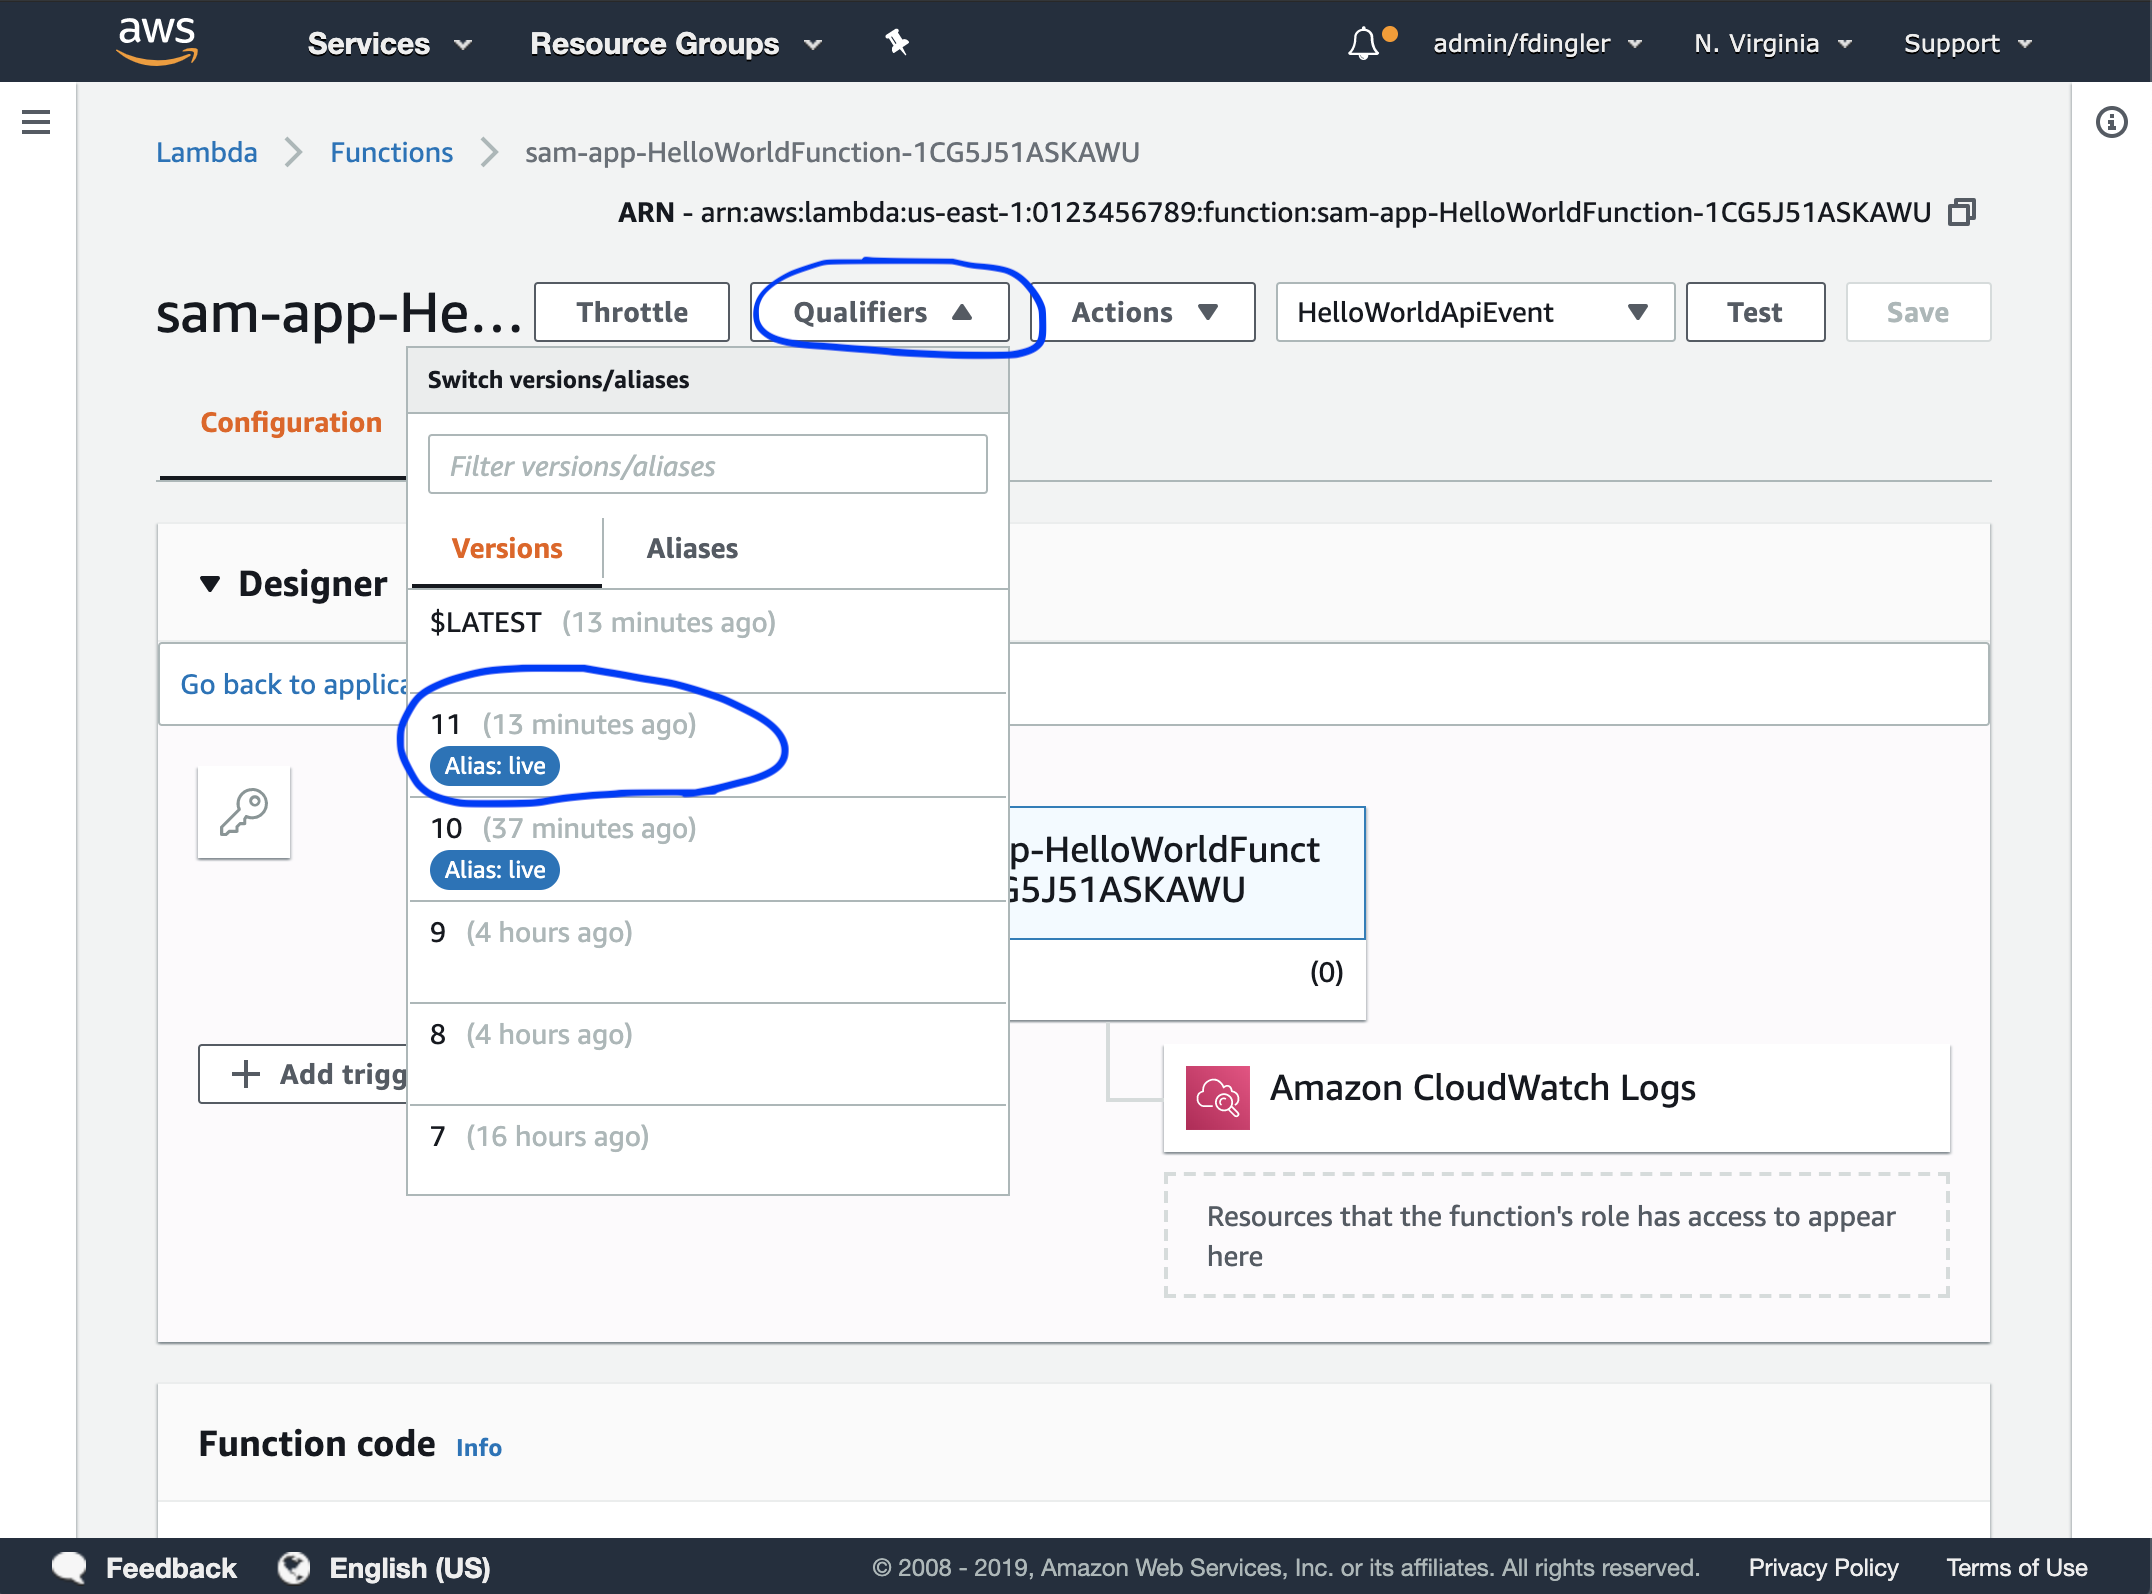 aws Services Resource Groups admin/fdingler N. Virginia Support
Lambda Functions sam-app-HelloWorldFunction-1CG5J51ASKAWU
ARN - arn:aws:lambda:us-east-1:0123456789:function:sam-app-HelloWorldFunction-1CG5J51ASKAWU
sam-app-He... Throttle Qualifiers Actions HelloWorldApiEvent Test Save
Switch versions/aliases
Configuration
Filter versions/aliases
Versions Aliases
Designer
$LATEST (13 minutes ago)
Go back to applica
11 (13 minutes ago)
Alias: live
10 (37 minutes ago)
Alias: live
p-HelloWorldFunct
G5J51ASKAWU
9 (4 hours ago)
(0)
8 (4 hours ago)
Add trigg
Amazon CloudWatch Logs
7 (16 hours ago)
Resources that the function's role has access to appear
here
Function code Info
Feedback English (US) © 2008 - 2019, Amazon Web Services, Inc. or its affiliates. All rights reserved. Privacy Policy Terms of Use